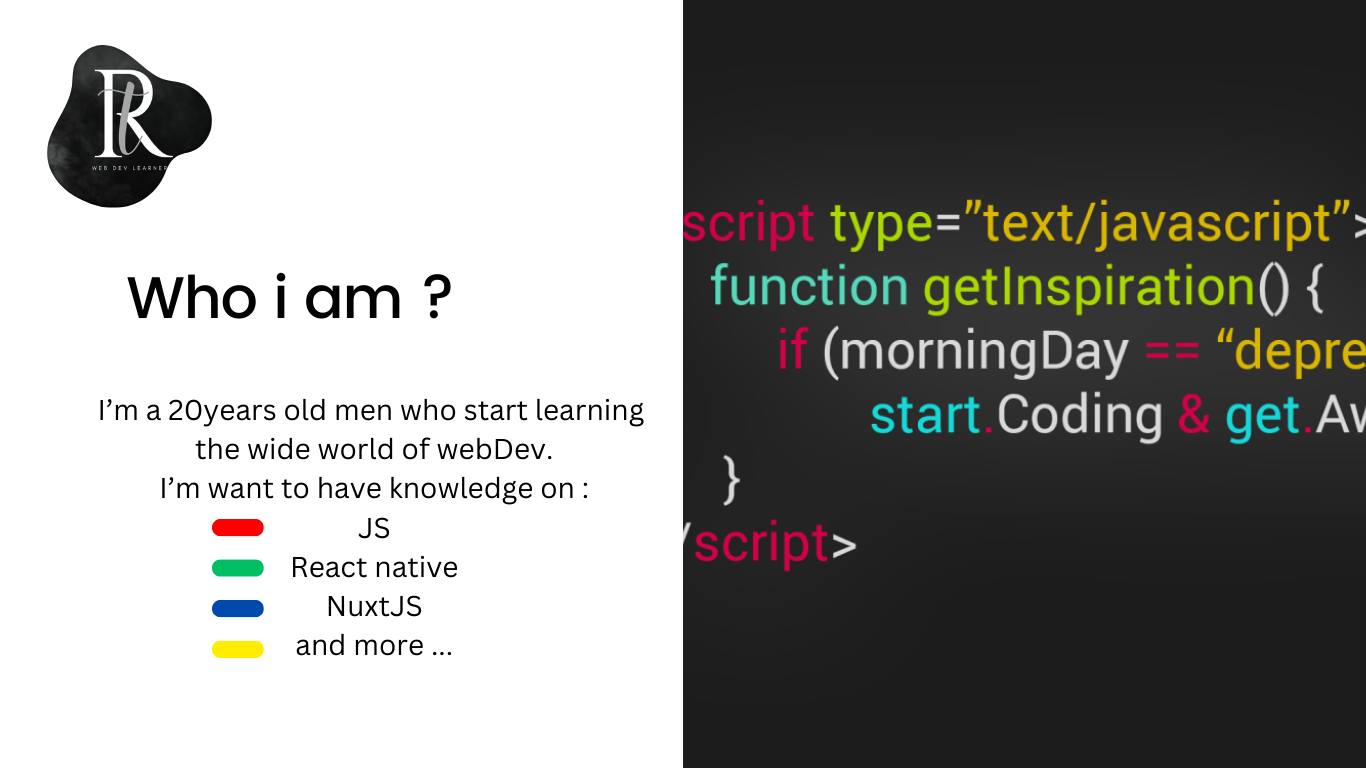 Rt
WEB DEV LEARNER
Who i am ?
I’m a 20years old men who start learning
the wide world of webDev.
I’m want to have knowledge on :
JS
React native
NuxtJS
and more ...
script type=”text/javascript”>
function getInspiration() {
if (morningDay == “depre
start.Coding & get.Aw
}
/script>